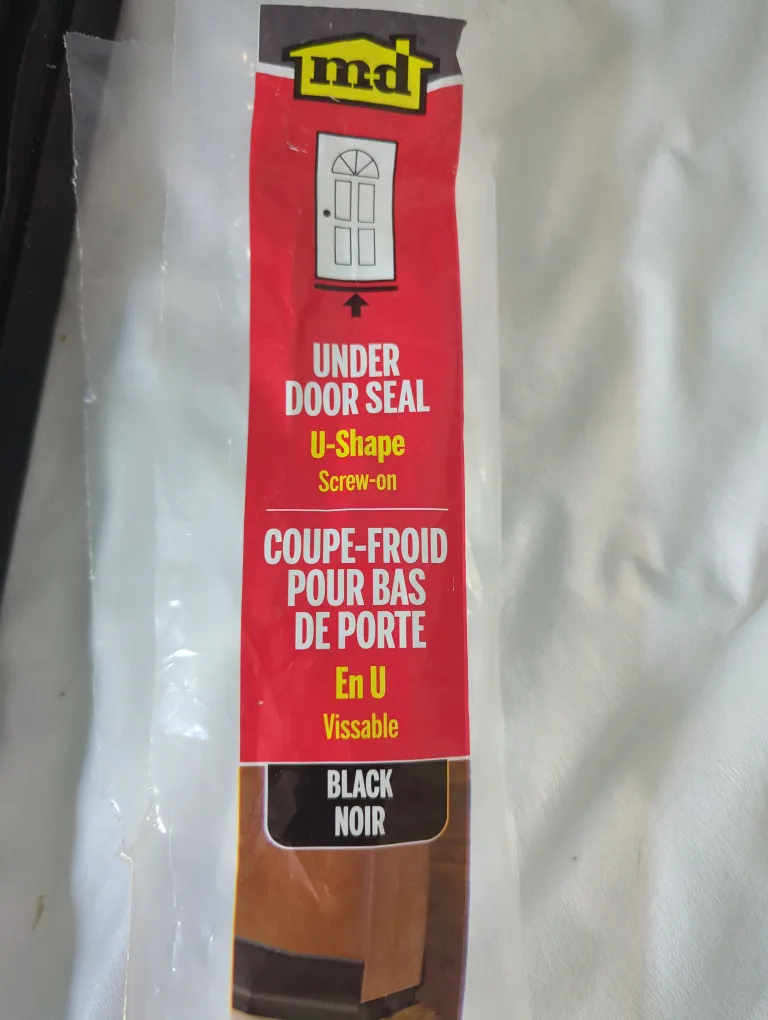 m-d
UNDER
DOOR SEAL
U-Shape
Screw-on
COUPE-FROID
POUR BAS
DE PORTE
En U
Vissable
BLACK
NOIR